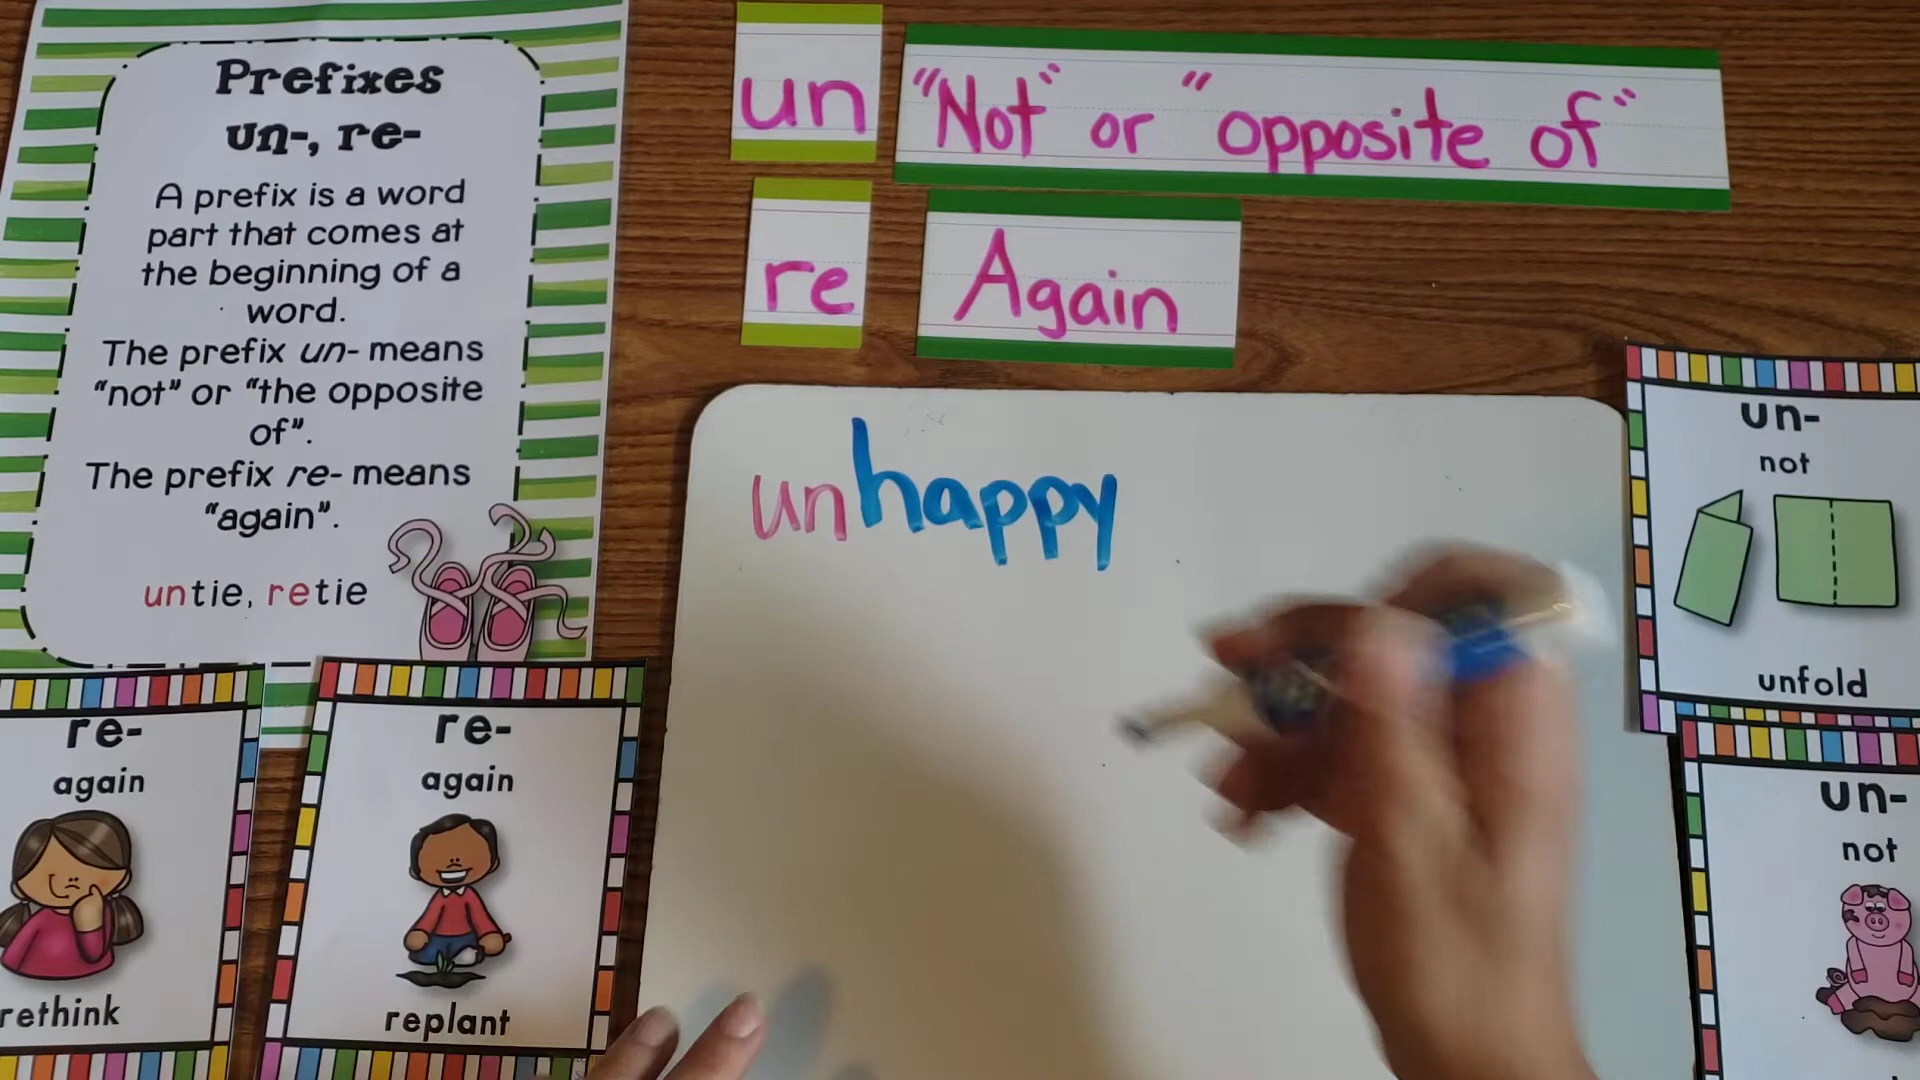 Prefixes
un-, re-
A prefix is a word
part that comes at
the beginning of a
word.
The prefix un- means
"not" or "the opposite
of".
The prefix re- means
"again".
untie, retie
un
"Not" or "opposite of"
re
Again
unhappy
re-
again
rethink
re-
again
replant
un-
not
unfold
un-
not